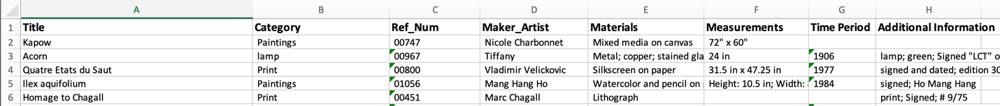 A B C D E F G H
1 Title Category Ref_Num Maker_Artist Materials Measurements Time Period Additional Information
2 Kapow Paintings 00747 Nicole Charbonnet Mixed media on canvas 72" x 60"
3 Acorn lamp 00967 Tiffany Metal; copper; stained gla 24 in 1906 lamp; green; Signed "LCT" o
4 Quatre Etats du Saut Print 00800 Vladimir Velickovic Silkscreen on paper 31.5 in x 47.25 in 1977 signed and dated; edition 30
5 Ilex aquifolium Paintings 01056 Mang Hang Ho Watercolor and pencil on Height: 10.5 in; Width: 1984 signed; Ho Mang Hang
6 Homage to Chagall Print 00451 Marc Chagall Lithograph print; Signed; # 9/75